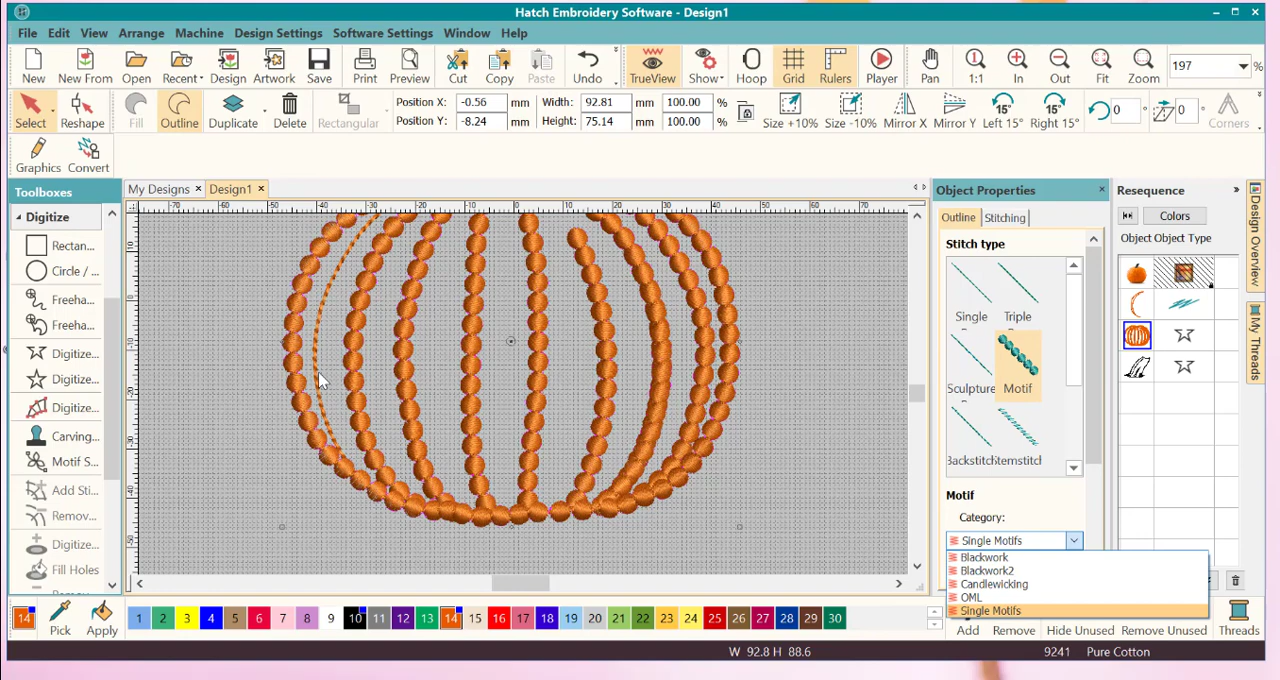 Hatch Embroidery Software - Design1
File Edit View Arrange Machine Design Settings Software Settings Window Help
New New From Open Recent Design Artwork Save Print Preview Cut Copy Paste Undo TrueView Show Hoop Grid Rulers Player Pan 1:1 In Out Fit Zoom 197 %
Select Reshape Fill Outline Duplicate Delete Rectangular Position X: -0.56 mm Width: 92.81 mm 100.00 % Size +10% Size -10% Mirror X Mirror Y Left 15° Right 15° 0 ° 0 ° Corners
Position Y: -8.24 mm Height: 75.14 mm 100.00 %
Graphics Convert
Toolboxes My Designs × Design1 × Object Properties × Resequence »
Digitize
Outline Stitching Colors
Stitch type
Object Object Type
Rectan...
Circle / ...
Freeha...
Freeha...
Digitize...
Digitize...
Digitize...
Carving...
Motif S...
Add Sti...
Remov...
Digitize...
Fill Holes
Single Triple
Sculpture Motif
Backstitch Stemstitch
Motif
Category:
Single Motifs
Blackwork
Blackwork2
Candlewicking
OML
Single Motifs
Design Overview
My Threads
14 Pick Apply 1 2 3 4 5 6 7 8 9 10 11 12 13 14 15 16 17 18 19 20 21 22 23 24 25 26 27 28 29 30 Add Remove Hide Unused Remove Unused Threads
W 92.8 H 88.6 9241 Pure Cotton